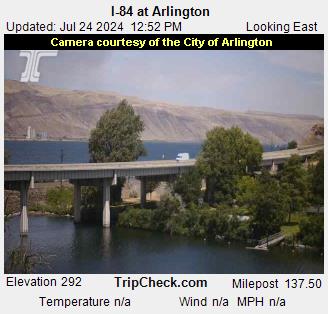 I-84 at Arlington
Updated: Jul 24 2024 12:52 PM Looking East
Camera courtesy of the City of Arlington
Elevation 292 TripCheck.com Milepost 137.50
Temperature n/a Wind n/a MPH n/a